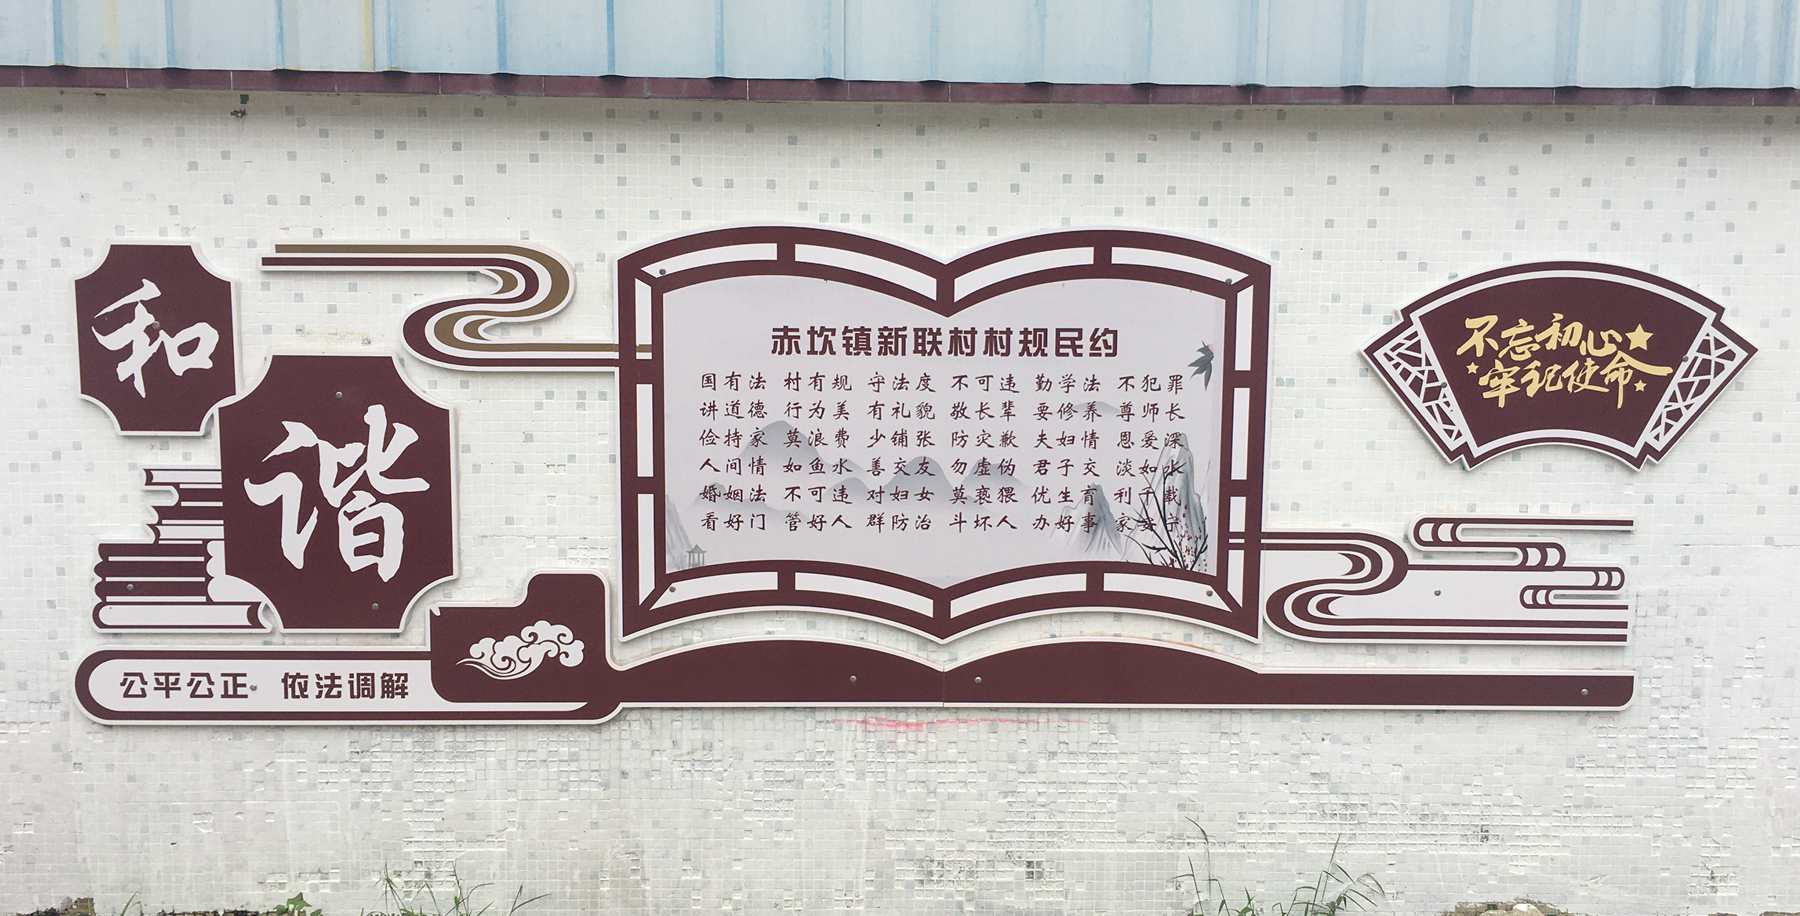 和
谐
公平公正 依法调解
赤坎镇新联村村规民约
国有法 村有规 守法度 不可违 勤学法 不犯罪
讲道德 行为美 有礼貌 敬长辈 要修养 尊师长
俭持家 莫浪费 少铺张 防灾歉 夫妇情 恩爱深
人间情 如鱼水 善交友 勿虚伪 君子交 淡如水
婚姻法 不可违 对妇女 莫亵猥 优生育 利千载
看好门 管好人 群防治 斗坏人 办好事 家安宁
不忘初心
牢记使命